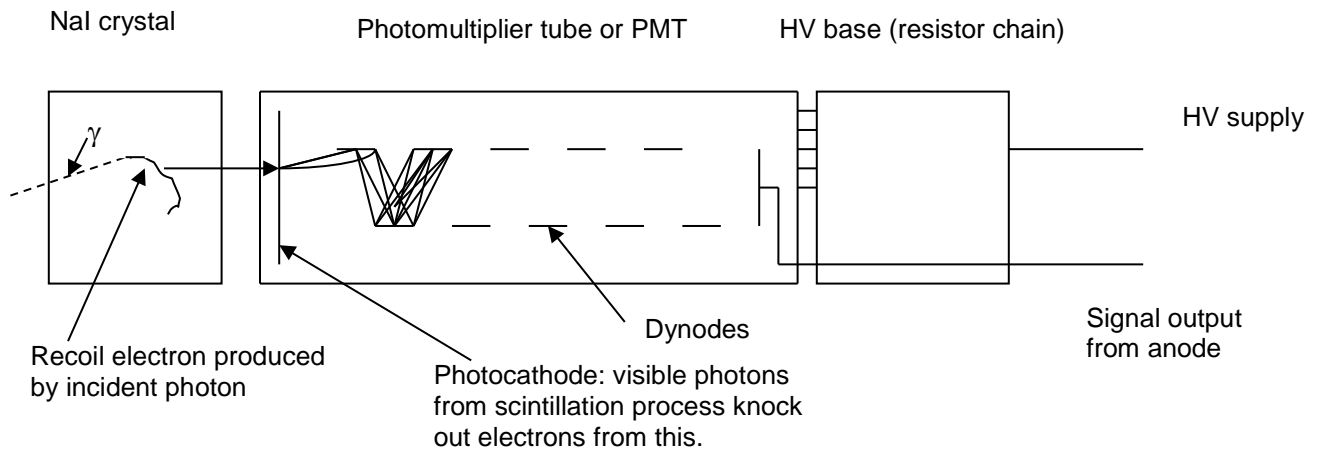 NaI crystal
Photomultiplier tube or PMT
HV base (resistor chain)
HV supply
γ
Dynodes
Signal output
from anode
Recoil electron produced
by incident photon
Photocathode: visible photons
from scintillation process knock
out electrons from this.